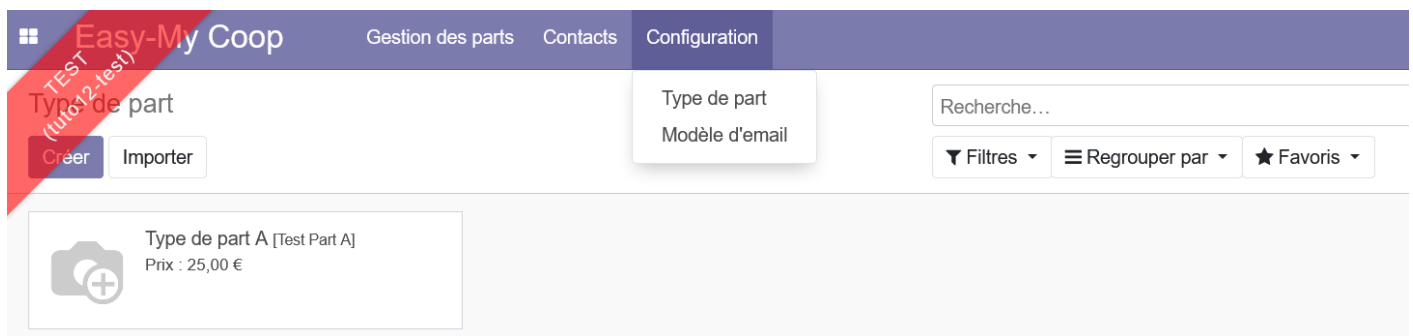 Easy-My Coop Gestion des parts Contacts Configuration
TEST
(tuto12-test)
Type de part
Type de part
Modèle d'email
Recherche...
Créer Importer
Filtres Regrouper par Favoris
Type de part A [Test Part A]
Prix : 25,00 €